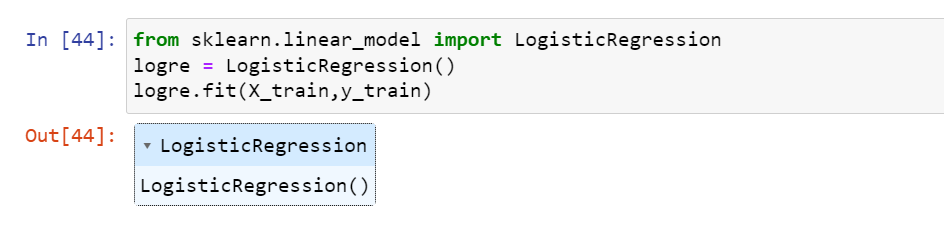 In [44]: from sklearn.linear_model import LogisticRegression
logre = LogisticRegression()
logre.fit(X_train,y_train)
Out[44]: ▾ LogisticRegression
LogisticRegression()